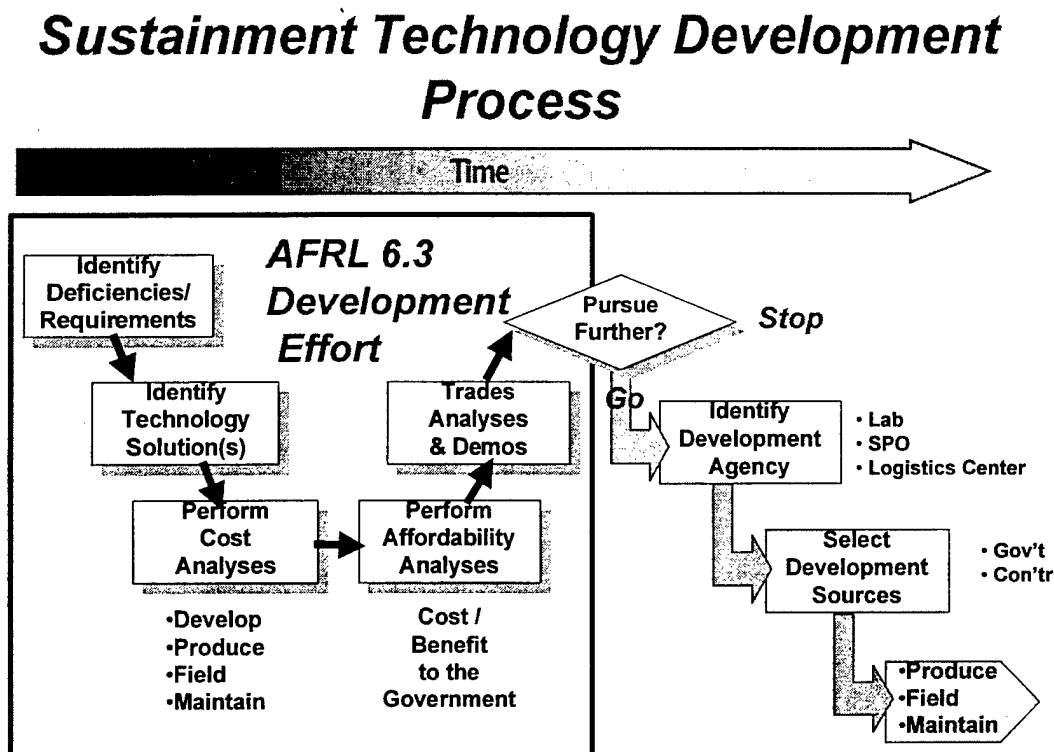 Sustainment Technology Development
Process
Time
AFRL 6.3
Development
Effort
Identify
Deficiencies/
Requirements
Identify
Technology
Solution(s)
Perform
Cost
Analyses
•Develop
•Produce
•Field
•Maintain
Perform
Affordability
Analyses
Cost /
Benefit
to the
Government
Trades
Analyses
& Demos
Pursue
Further?
Stop
Go
Identify
Development
Agency
• Lab
• SPO
• Logistics Center
Select
Development
Sources
• Gov't
• Con'tr
•Produce
•Field
•Maintain